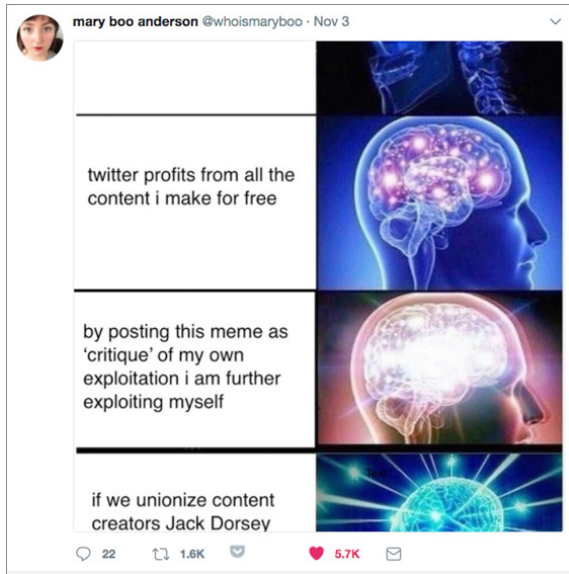 mary boo anderson @whoismaryboo · Nov 3
twitter profits from all the
content i make for free
by posting this meme as
‘critique’ of my own
exploitation i am further
exploiting myself
if we unionize content
creators Jack Dorsey
22 1.6K 5.7K